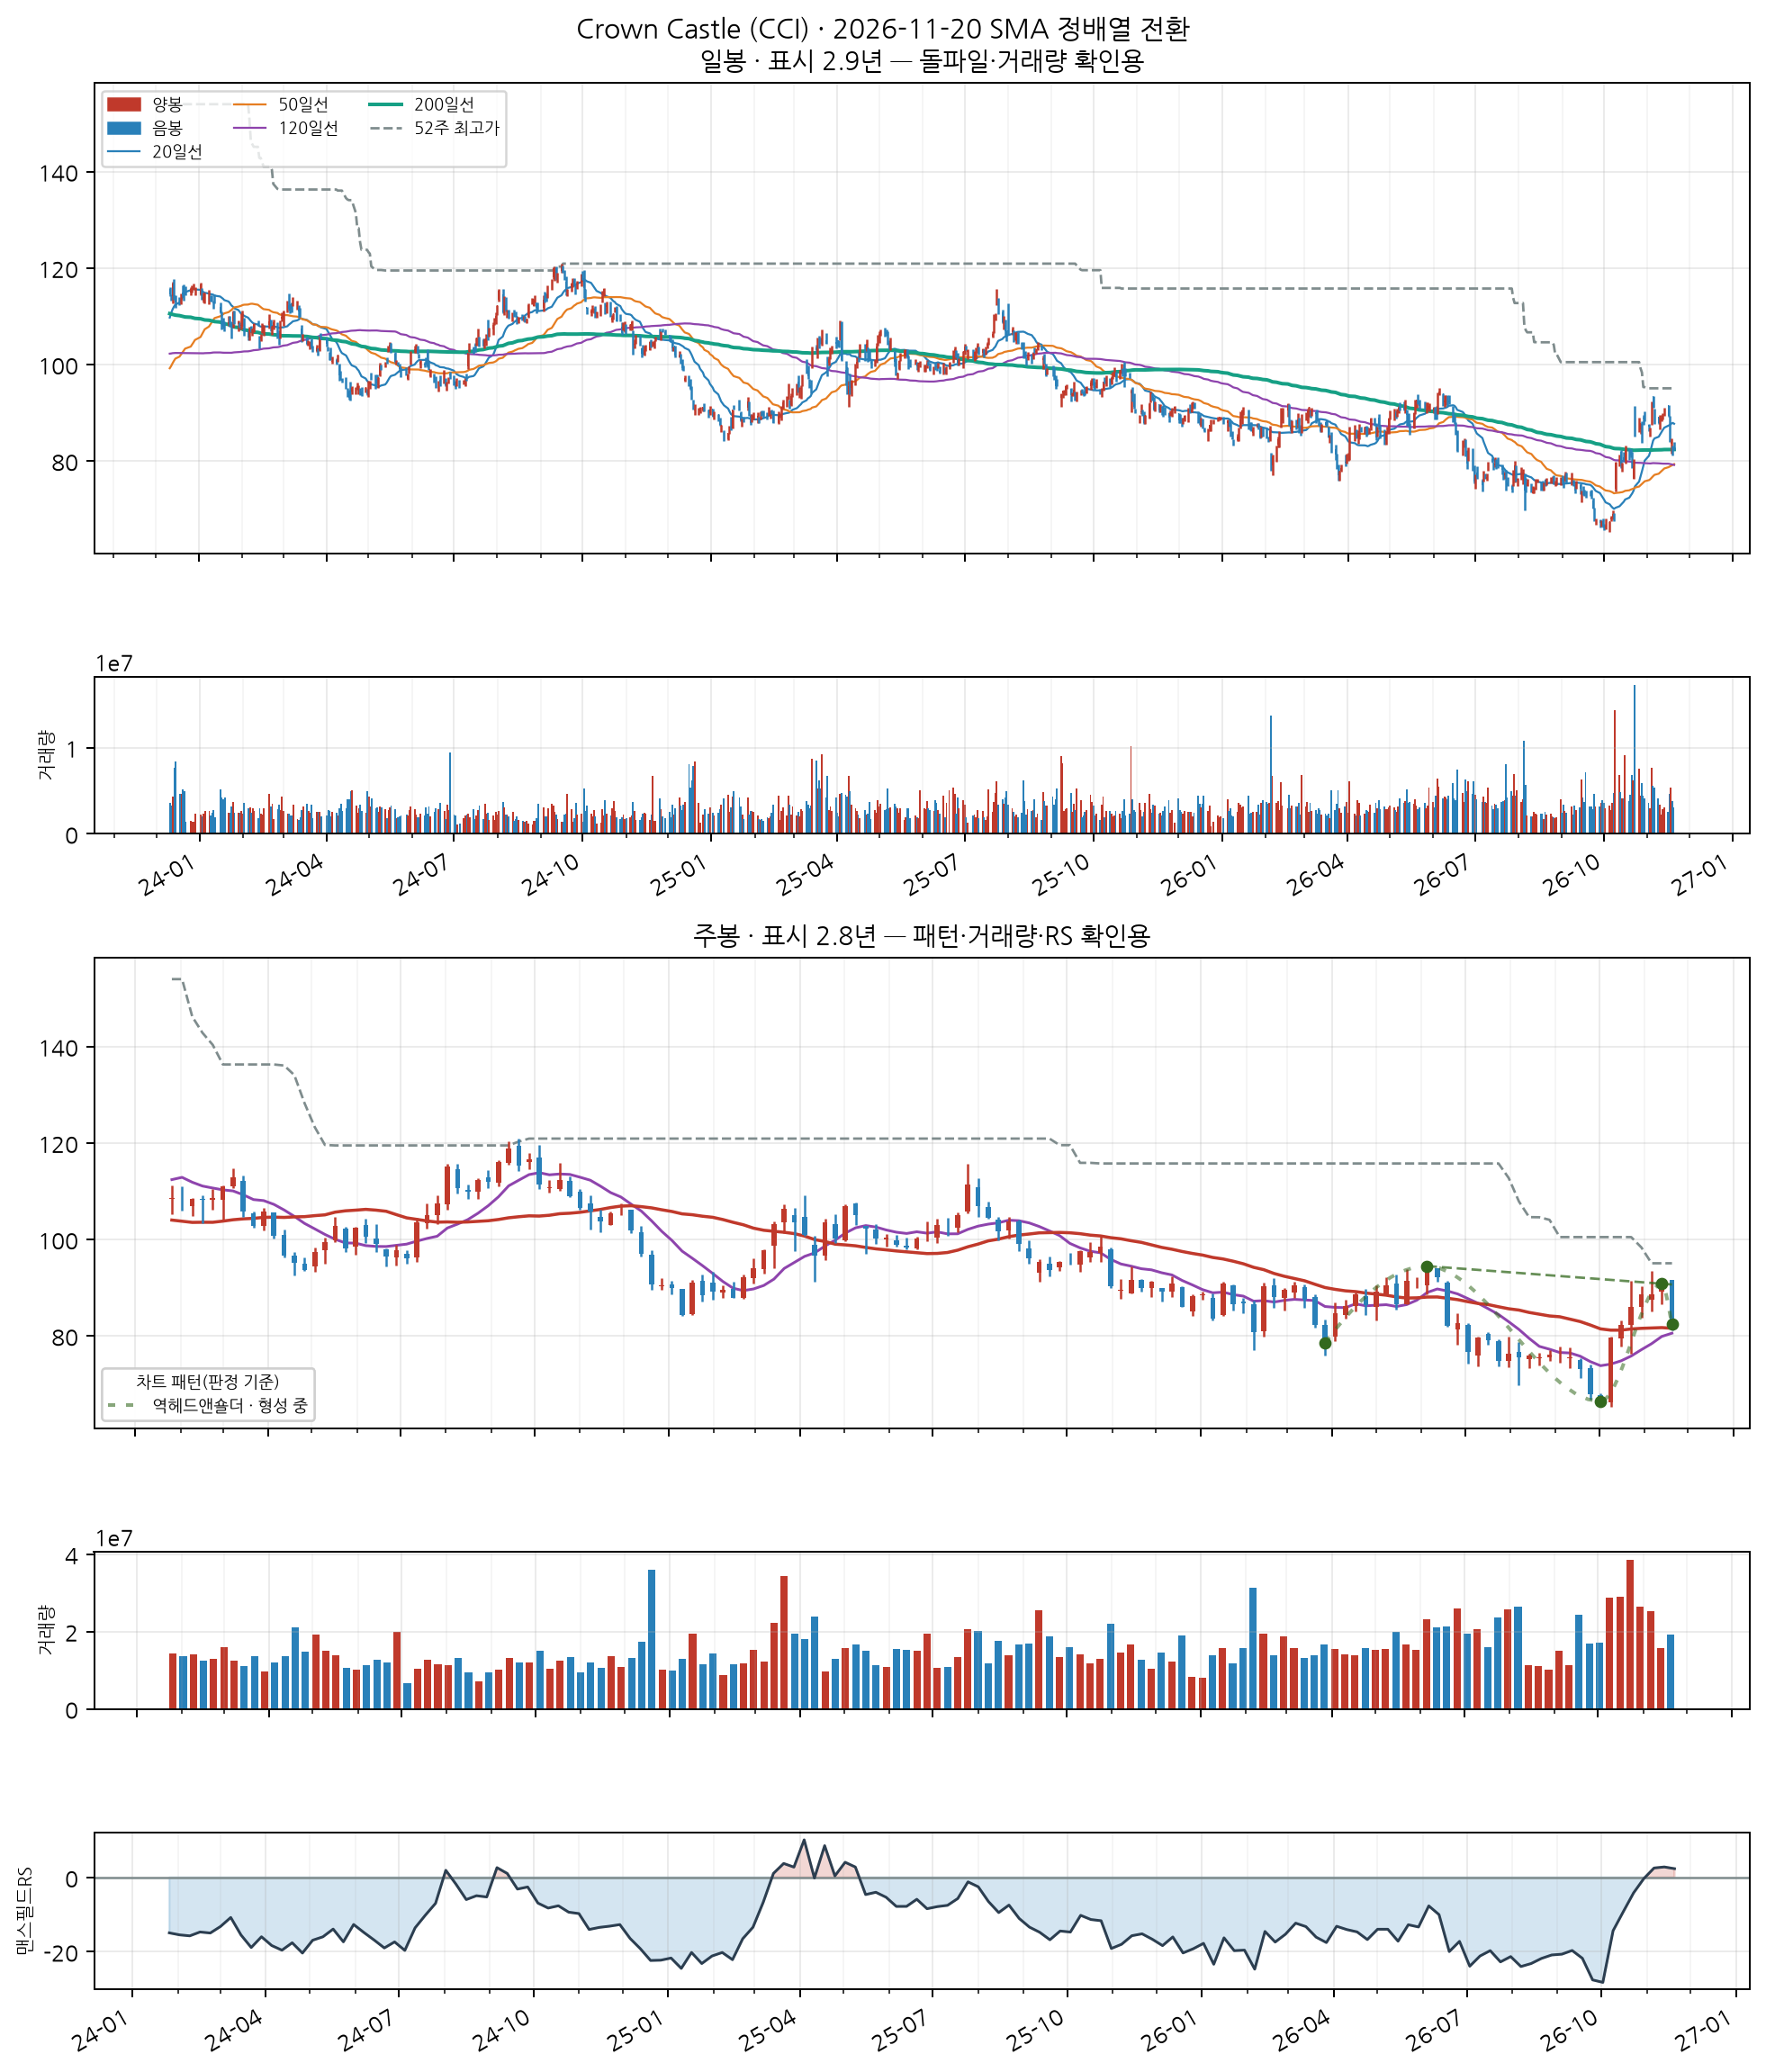 Crown Castle (CCI) · 2026-11-20 SMA 정배열 전환
일봉 · 표시 2.9년 — 돌파일·거래량 확인용
양봉
음봉
20일선
50일선
120일선
200일선
52주 최고가
140
120
100
80
1e7
거래량
1
0
24-01
24-04
24-07
24-10
25-01
25-04
25-07
25-10
26-01
26-04
26-07
26-10
27-01
주봉 · 표시 2.8년 — 패턴·거래량·RS 확인용
140
120
100
80
차트 패턴(판정 기준)
역헤드앤숄더 · 형성 중
1e7
거래량
4
2
0
맨스필드RS
0
-20
24-01
24-04
24-07
24-10
25-01
25-04
25-07
25-10
26-01
26-04
26-07
26-10
27-01